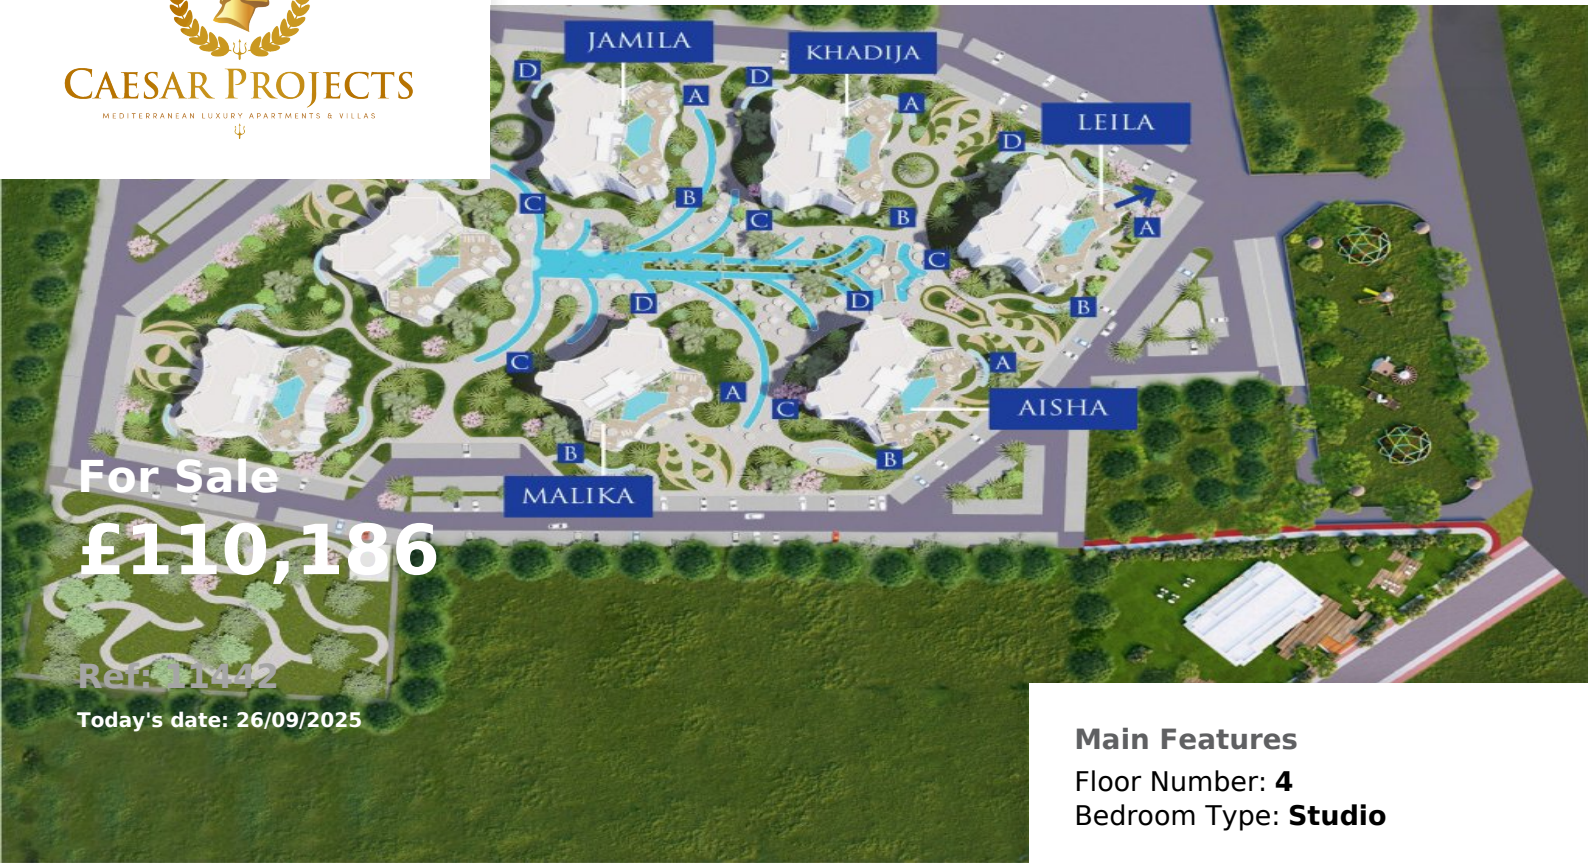 CAESAR PROJECTS
MEDITERRANEAN LUXURY APARTMENTS & VILLAS
JAMILA
KHADIJA
LEILA
D
D
A
A
D
C
B
C
B
A
C
D
D
B
C
A
A
C
B
B
AISHA
MALIKA
For Sale
£110,186
Ref: 11442
Today's date: 26/09/2025
Main Features
Floor Number: 4
Bedroom Type: Studio